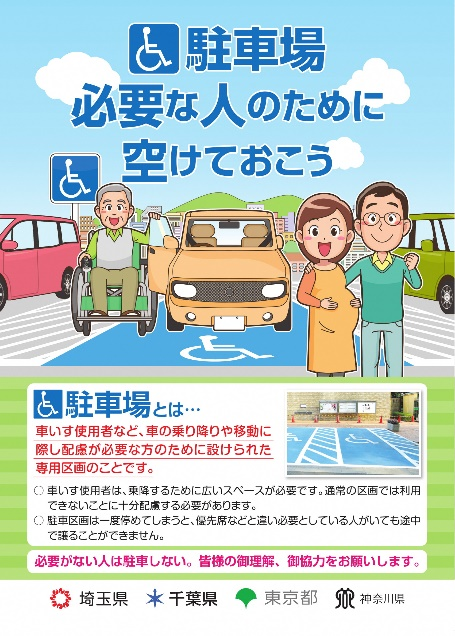 駐車場
必要な人のために
空けておこう
駐車場とは…
車いす使用者など、車の乗り降りや移動に
際し配慮が必要な方のために設けられた
専用区画のことです。
○ 車いす使用者は、乗降するために広いスペースが必要です。通常の区画では利用
できないことに十分配慮する必要があります。
○ 駐車区画は一度停めてしまうと、優先席などと違い必要としている人がいても途中
で譲ることができません。
必要がない人は駐車しない。皆様の御理解、御協力をお願いします。
埼玉県 千葉県 東京都 神奈川県